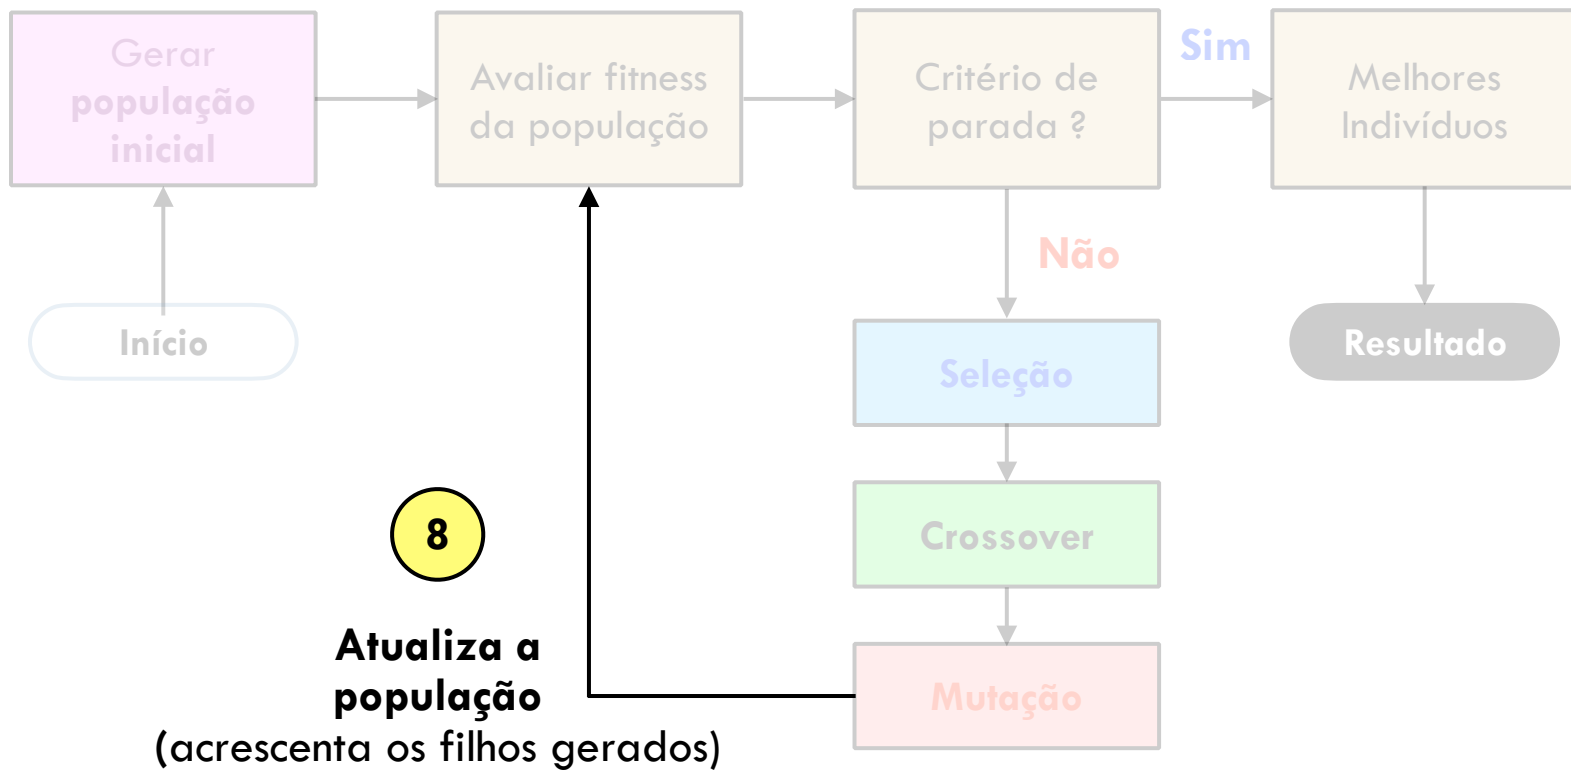 Gerar
população
inicial
Avaliar fitness
da população
Critério de
parada ?
Sim
Melhores
Indivíduos
Não
Início
Resultado
Seleção
Crossover
8
Mutação
Atualiza a
população
(acrescenta os filhos gerados)